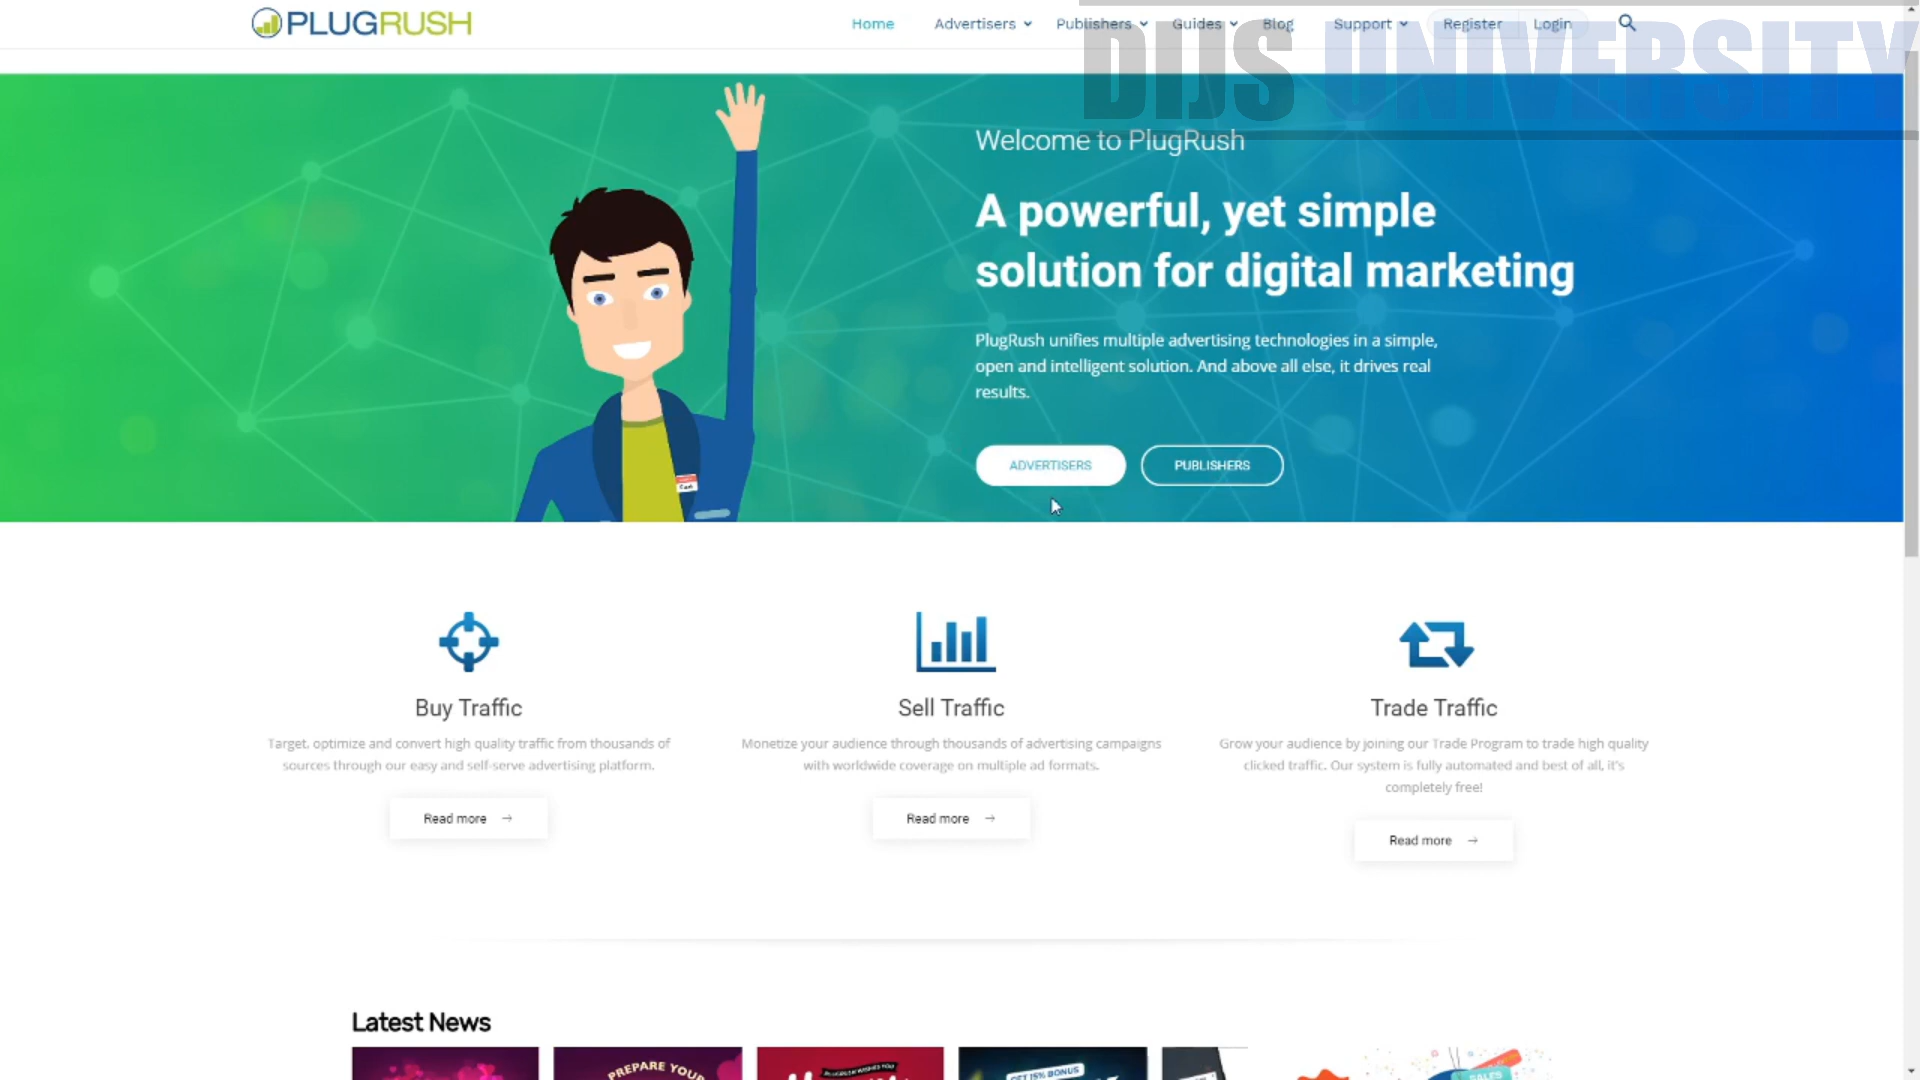 PLUGRUSH
Home Advertisers Publishers Guides Blog Support Register Login
DIJS UNIVERSITY
Welcome to PlugRush
A powerful, yet simple
solution for digital marketing
PlugRush unifies multiple advertising technologies in a simple,
open and intelligent solution. And above all else, it drives real
results.
ADVERTISERS PUBLISHERS
Buy Traffic
Target, optimize and convert high quality traffic from thousands of
sources through our easy and self-serve advertising platform.
Read more →
Sell Traffic
Monetize your audience through thousands of advertising campaigns
with worldwide coverage on multiple ad formats.
Read more →
Trade Traffic
Grow your audience by joining our Trade Program to trade high quality
clicked traffic. Our system is fully automated and best of all, it's
completely free!
Read more →
Latest News
PREPARE YOUR
PLUGRUSH WISHES YOU
GET 15% BONUS
SALES